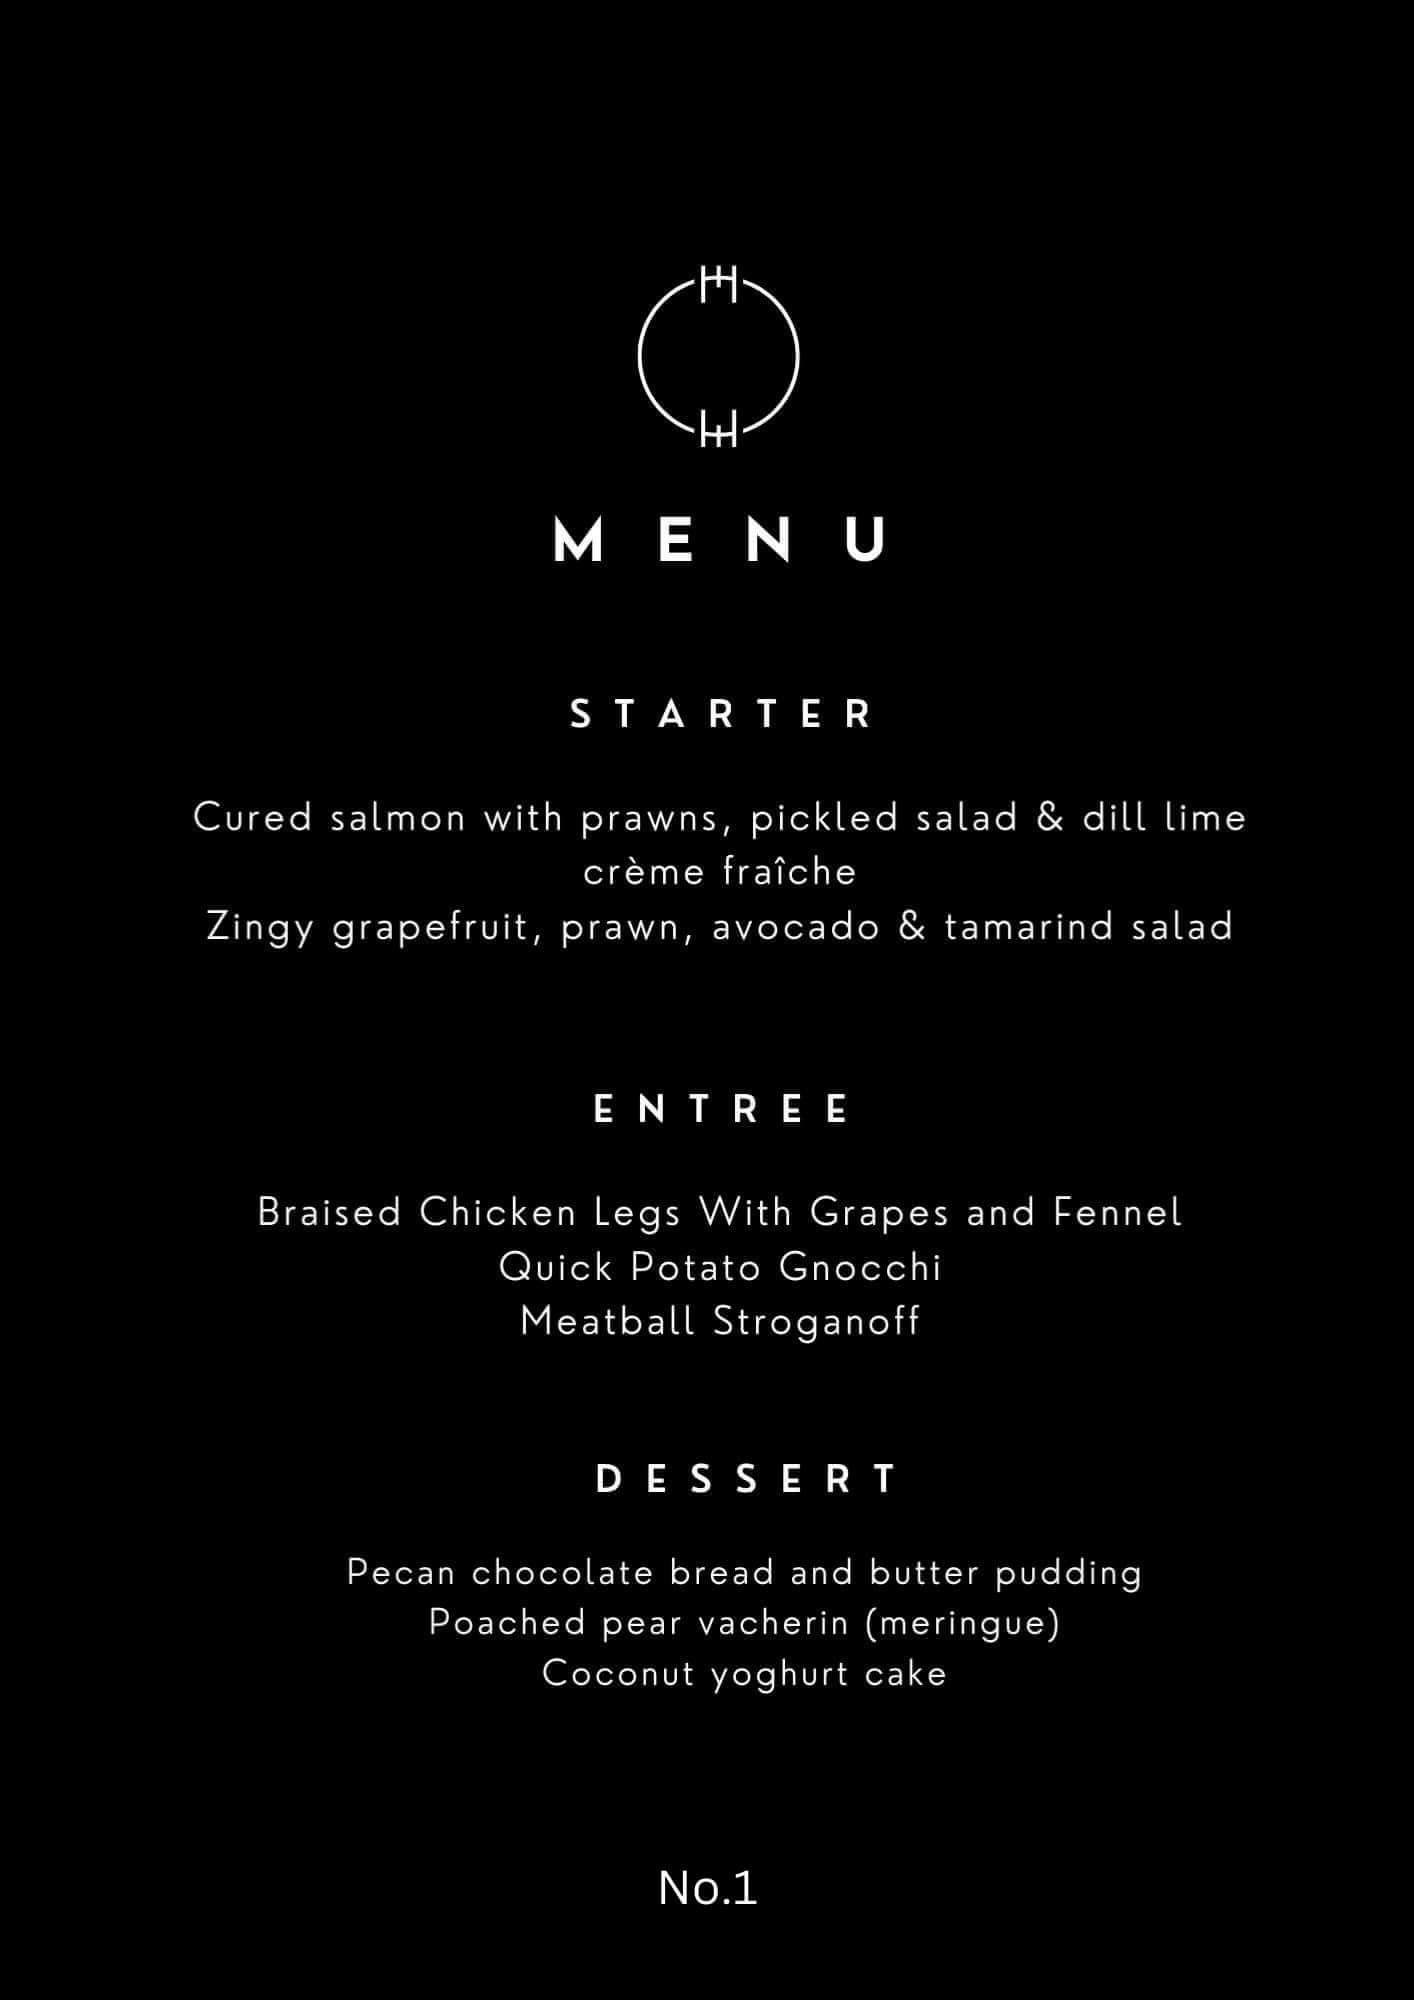 MENU
STARTER
Cured salmon with prawns, pickled salad & dill lime
crème fraîche
Zingy grapefruit, prawn, avocado & tamarind salad
ENTREE
Braised Chicken Legs With Grapes and Fennel
Quick Potato Gnocchi
Meatball Stroganoff
DESSERT
Pecan chocolate bread and butter pudding
Poached pear vacherin (meringue)
Coconut yoghurt cake
No.1